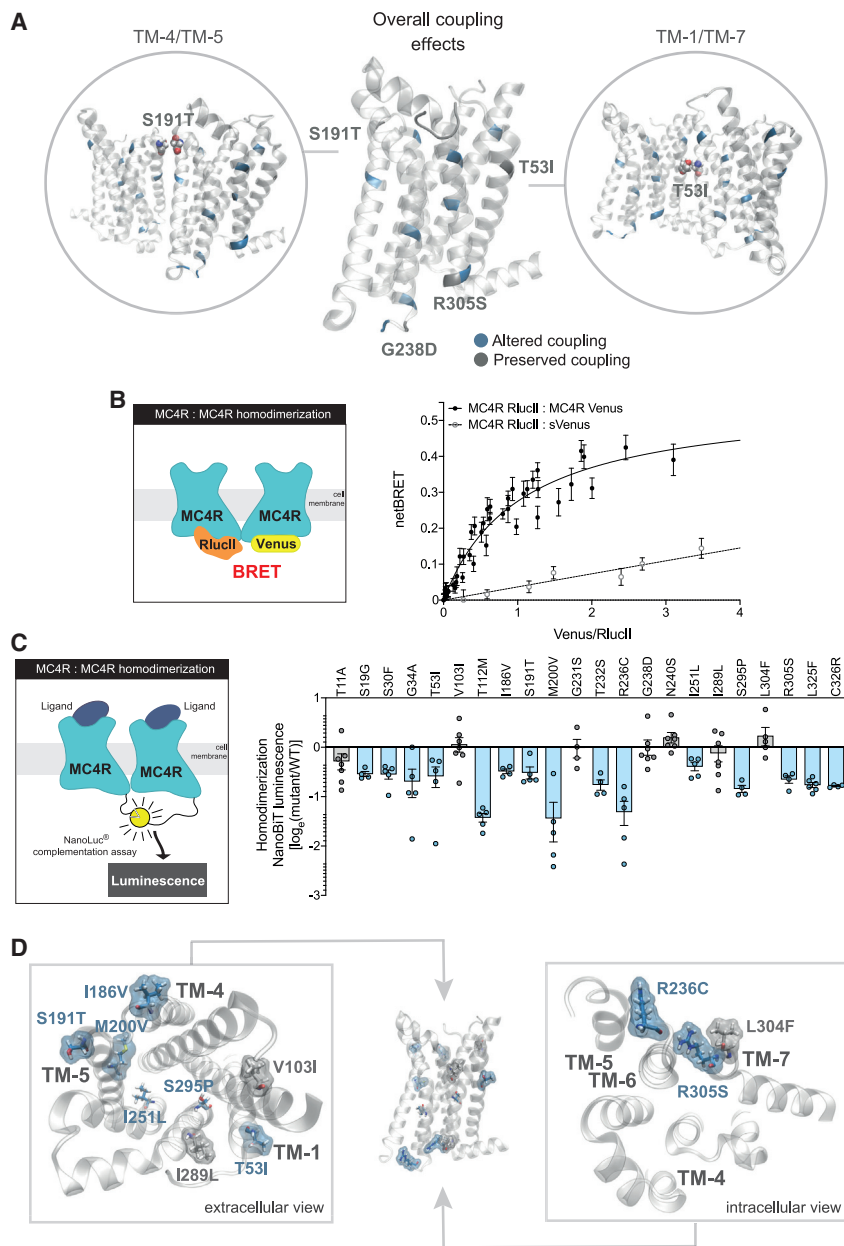 A
TM-4/TM-5
Overall coupling
effects
TM-1/TM-7
S191T
S191T
T53I
T53I
R305S
G238D
Altered coupling
Preserved coupling
B
MC4R : MC4R homodimerization
cell
membrane
MC4R
MC4R
RlucII
Venus
BRET
MC4R RlucII : MC4R Venus
MC4R RlucII : sVenus
netBRET
0.5
0.4
0.3
0.2
0.1
0
0
1
2
3
4
Venus/RlucII
C
MC4R : MC4R homodimerization
Ligand
Ligand
cell
membrane
MC4R
MC4R
NanoLuc®
complementation assay
Luminescence
T11A
S19G
S30F
G34A
T53I
V103I
T112M
I186V
S191T
M200V
G231S
T232S
R236C
G238D
N240S
I251L
I289L
S295P
L304F
R305S
L325F
C326R
Homodimerization
NanoBiT luminescence
[logₑ(mutant/WT)]
1
0
-1
-2
-3
D
I186V
TM-4
S191T
M200V
TM-5
S295P
V103I
I251L
TM-1
T53I
I289L
extracellular view
R236C
L304F
TM-5
TM-7
TM-6
R305S
TM-4
intracellular view